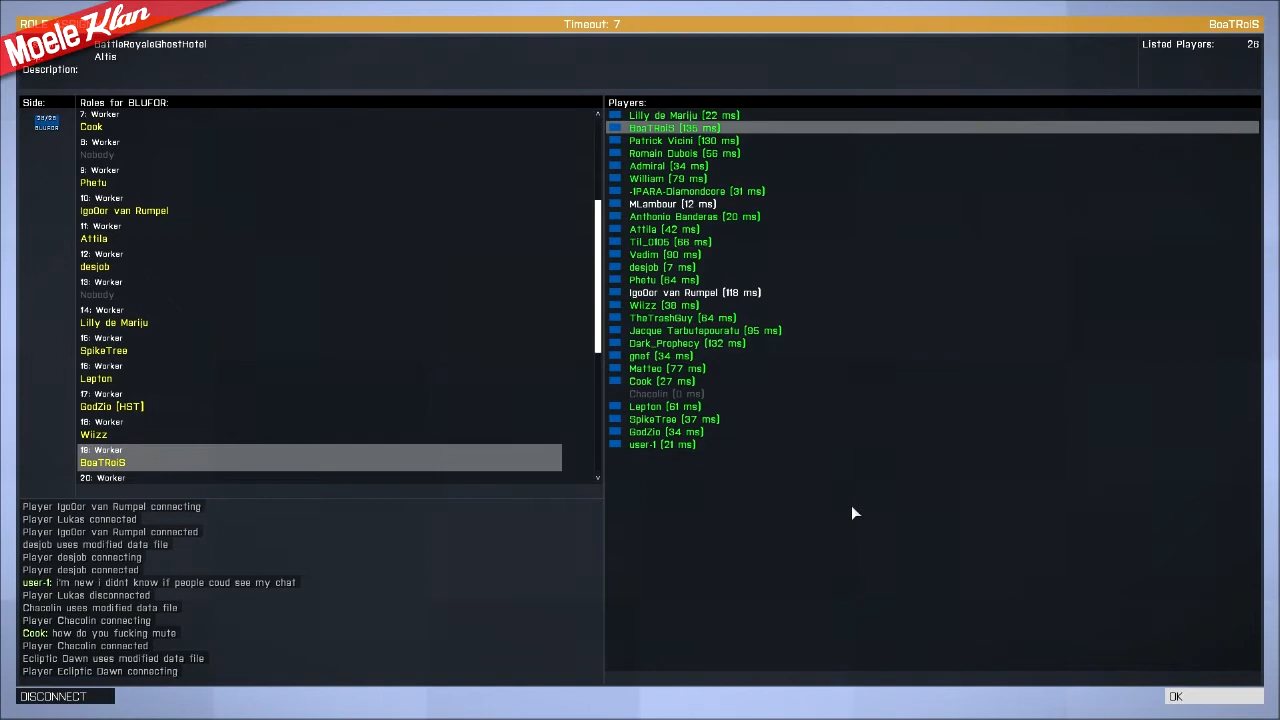 ROLE
Timeout: 7
BoaTRoiS
Moele Klan
BattleRoyaleGhostHotel
Altis
Description:
Listed Players: 26
Side:
Roles for BLUFOR:
BLUFOR
7: Worker
Cook
8: Worker
Nobody
9: Worker
Phetu
10: Worker
IgoOor van Rumpel
11: Worker
Attila
12: Worker
desjob
13: Worker
Nobody
14: Worker
Lilly de Mariju
15: Worker
SpikeTree
16: Worker
Lepton
17: Worker
GodZio [HST]
18: Worker
Wiizz
19: Worker
BoaTRoiS
20: Worker
Players:
Lilly de Mariju (22 ms)
BoaTRoiS (135 ms)
Patrick Vicini (130 ms)
Romain Dubois (56 ms)
Admiral (34 ms)
William (79 ms)
-1PARA-Diamondcore (31 ms)
MLambour (12 ms)
Anthonio Banderas (20 ms)
Attila (42 ms)
Til_0105 (66 ms)
Vadim (90 ms)
desjob (7 ms)
Phetu (64 ms)
IgoOor van Rumpel (118 ms)
Wiizz (38 ms)
TheTrashGuy (64 ms)
Jacque Tarbutapouratu (95 ms)
Dark_Prophecy (132 ms)
gnef (34 ms)
Matteo (77 ms)
Cook (27 ms)
Chacolin (0 ms)
Lepton (61 ms)
SpikeTree (37 ms)
GodZio (34 ms)
user-1 (21 ms)
Player IgoOor van Rumpel connecting
Player Lukas connected
Player IgoOor van Rumpel connected
desjob uses modified data file
Player desjob connecting
Player desjob connected
user-1: i'm new i didnt know if people coud see my chat
Player Lukas disconnected
Chacolin uses modified data file
Player Chacolin connecting
Cook: how do you fucking mute
Player Chacolin connected
Ecliptic Dawn uses modified data file
Player Ecliptic Dawn connecting
DISCONNECT
OK